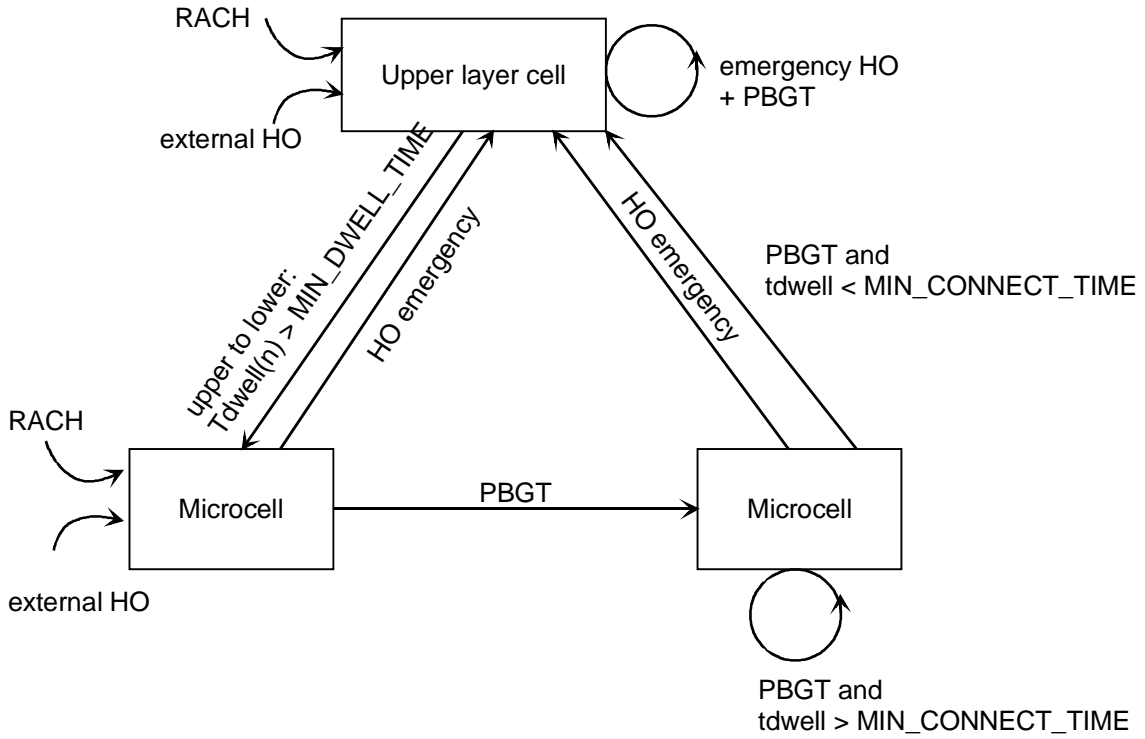 RACH
Upper layer cell
emergency HO
+ PBGT
external HO
upper to lower:
Tdwell(n) > MIN_DWELL_TIME
HO emergency
HO emergency
PBGT and
tdwell < MIN_CONNECT_TIME
RACH
Microcell
PBGT
Microcell
external HO
PBGT and
tdwell > MIN_CONNECT_TIME